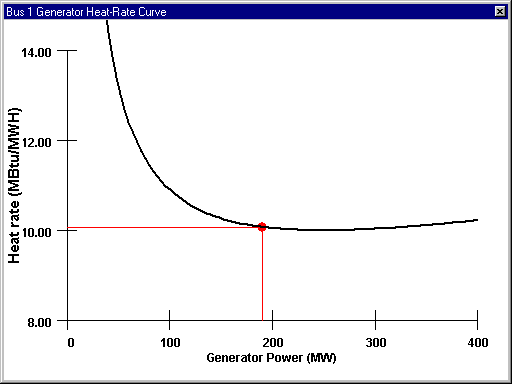 Bus 1 Generator Heat-Rate Curve
14.00
12.00
10.00
8.00
Heat rate (MBtu/MWH)
0 100 200 300 400
Generator Power (MW)